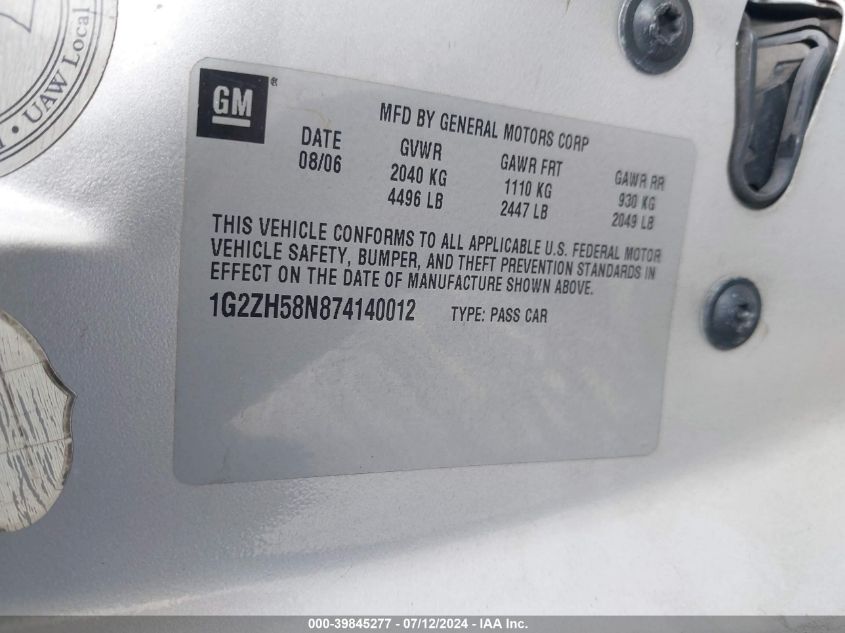 UAW Local
GM ®
MFD BY GENERAL MOTORS CORP
DATE GVWR GAWR FRT GAWR RR
08/06 2040 KG 1110 KG 930 KG
4496 LB 2447 LB 2049 LB
THIS VEHICLE CONFORMS TO ALL APPLICABLE U.S. FEDERAL MOTOR
VEHICLE SAFETY, BUMPER, AND THEFT PREVENTION STANDARDS IN
EFFECT ON THE DATE OF MANUFACTURE SHOWN ABOVE.
1G2ZH58N874140012 TYPE: PASS CAR
000-39845277 - 07/12/2024 - IAA Inc.